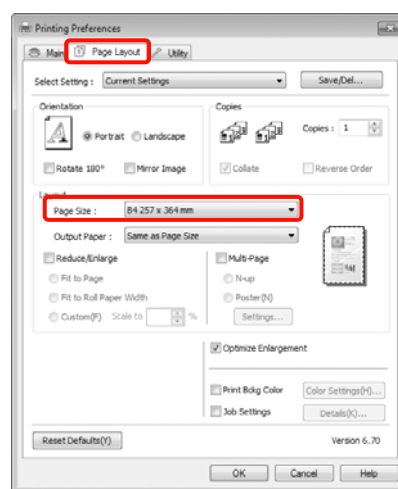 Printing Preferences
Main Page Layout Utility
Select Setting : Current Settings Save/Del...
Orientation Copies
Portrait Landscape Copies : 1
Rotate 180° Mirror Image Collate Reverse Order
Layout
Page Size : B4 257 x 364 mm
Output Paper : Same as Page Size
Reduce/Enlarge Multi-Page
Fit to Page N-up
Fit to Roll Paper Width Poster(N)
Custom(P) Scale to % Settings...
Optimize Enlargement
Print Bckg Color Color Settings(H)...
Job Settings Details(K)...
Reset Defaults(Y) Version 6.70
OK Cancel Help